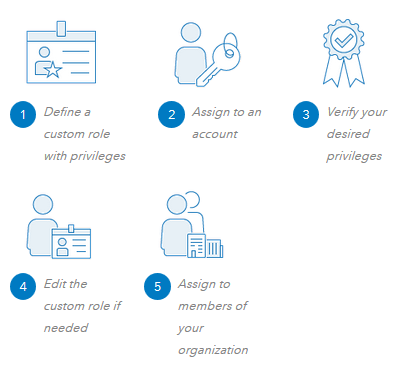 1 Define a
custom role
with privileges
2 Assign to an
account
3 Verify your
desired
privileges
4 Edit the
custom role if
needed
5 Assign to
members of
your
organization